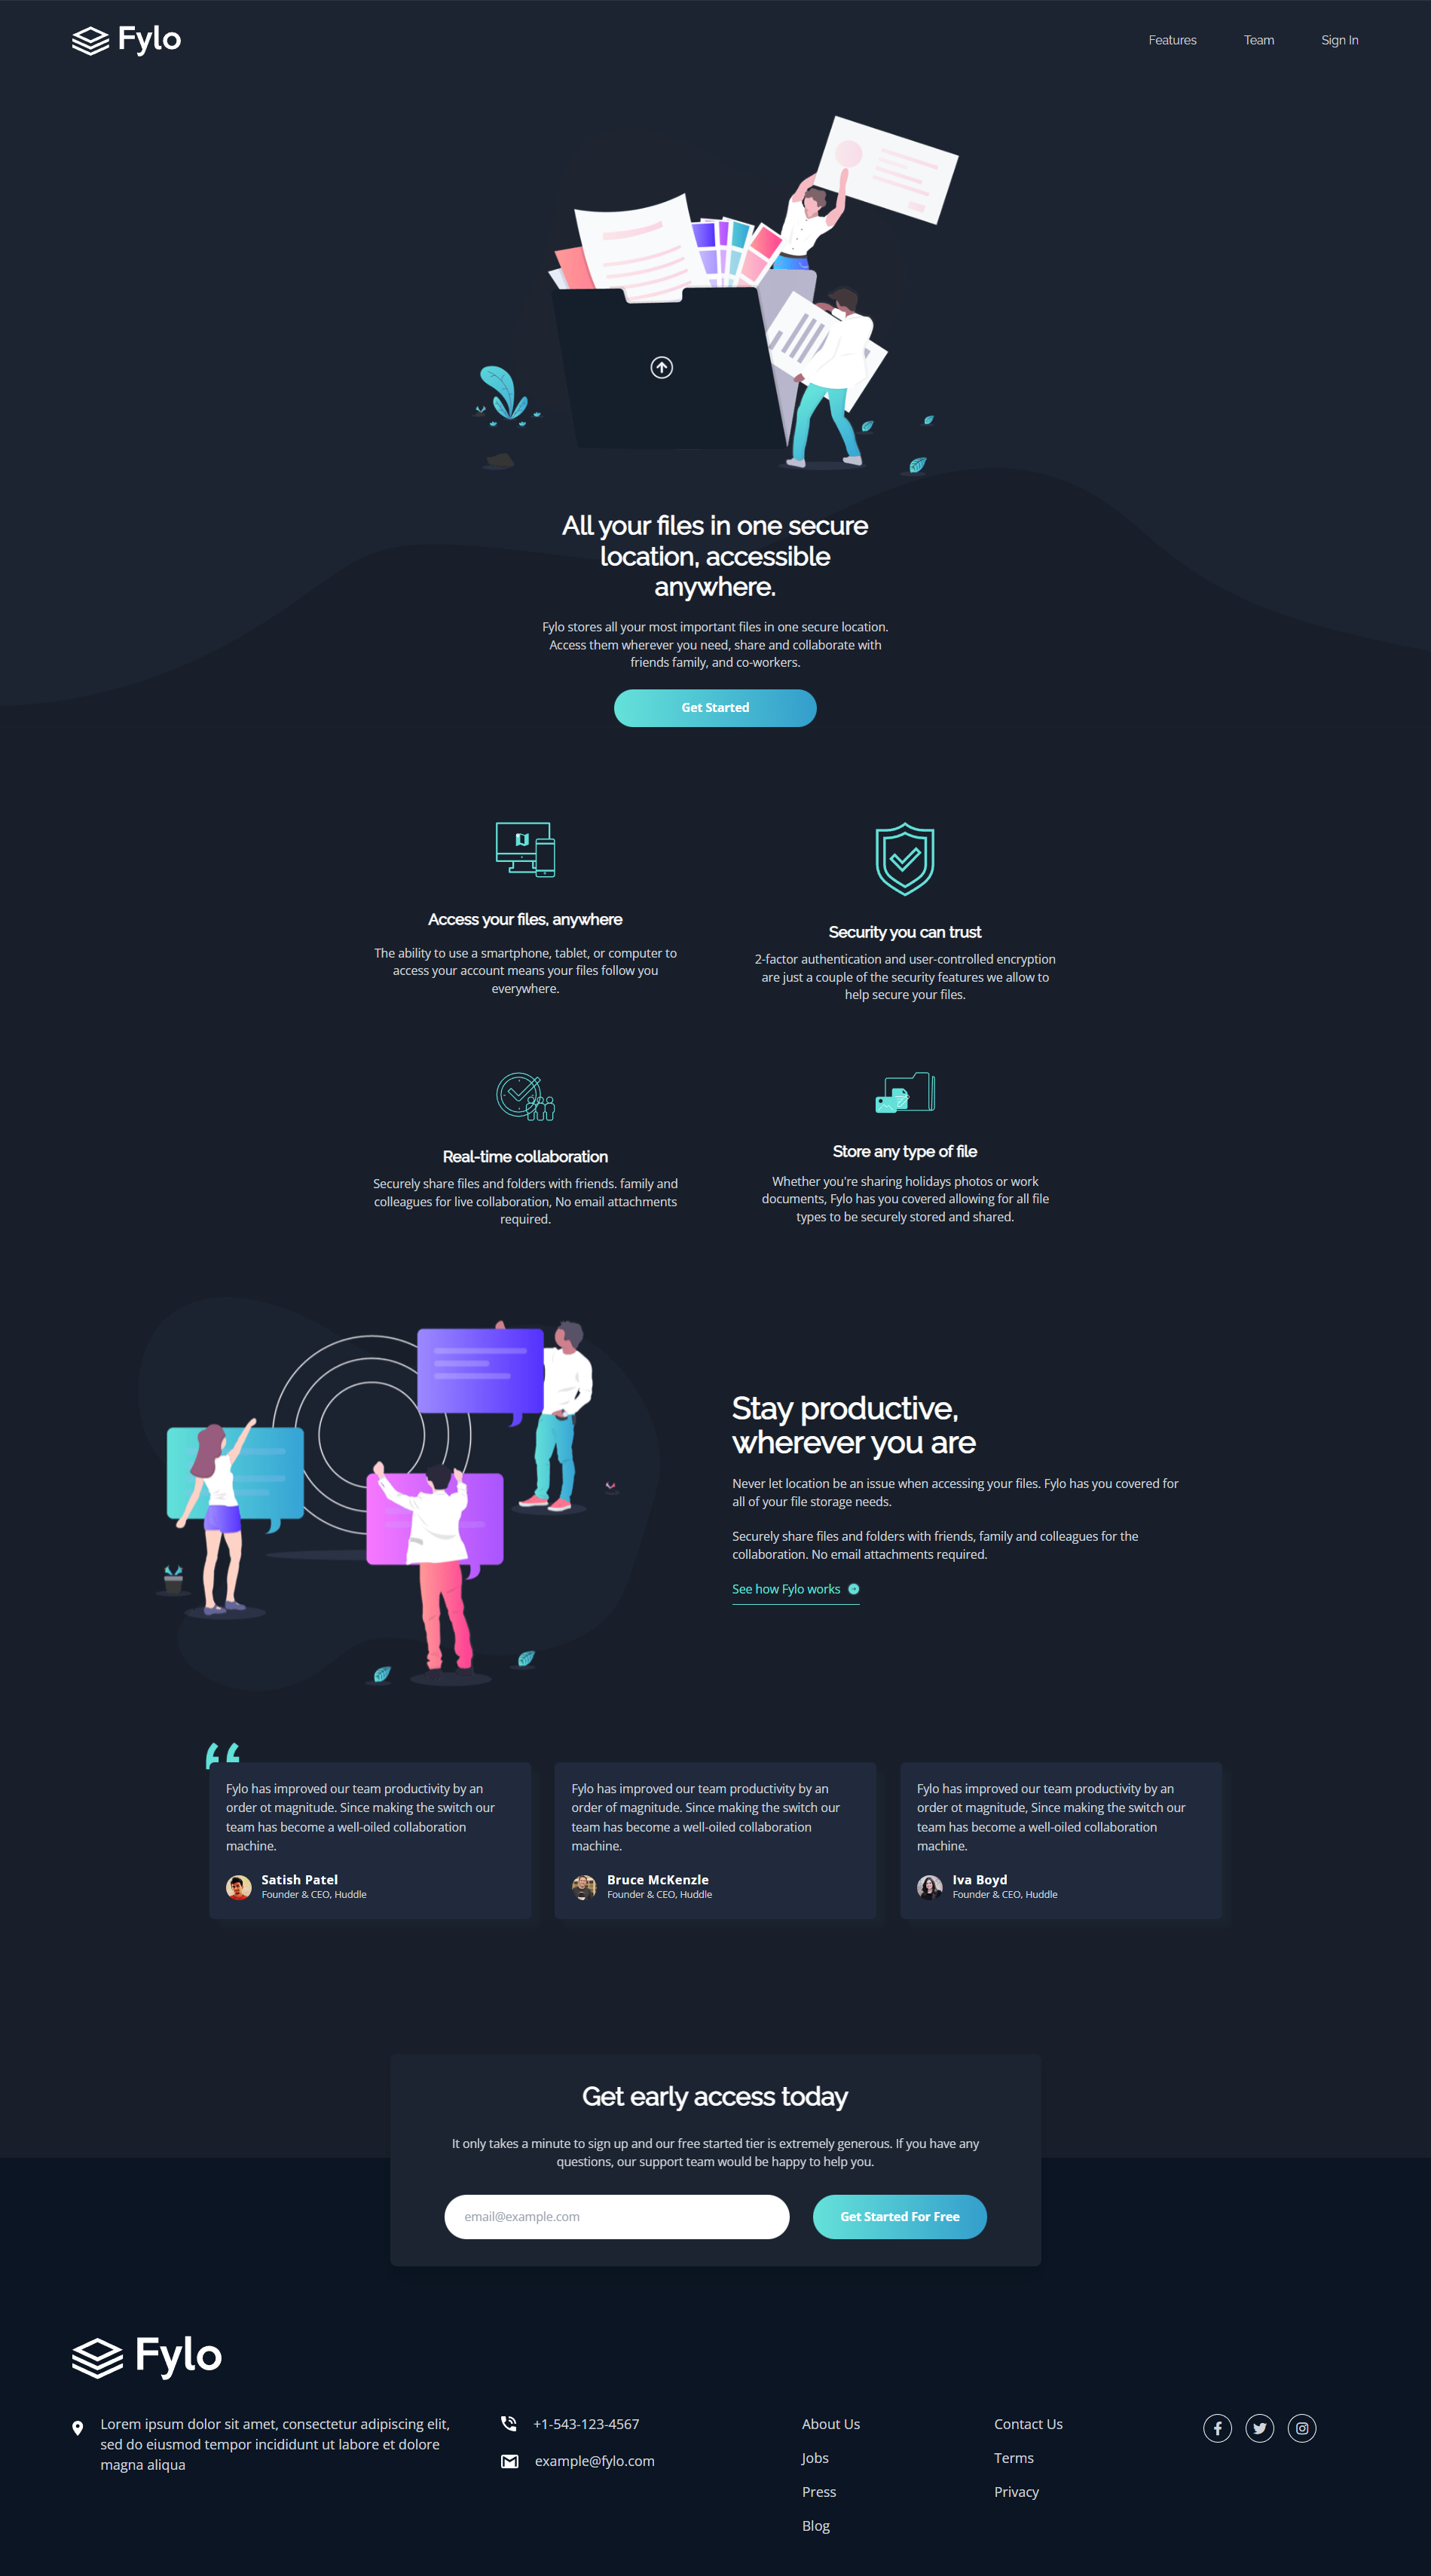 Fylo
Features
Team
Sign In
All your files in one secure
location, accessible
anywhere.
Fylo stores all your most important files in one secure location.
Access them wherever you need, share and collaborate with
friends family, and co-workers.
Get Started
Access your files, anywhere
The ability to use a smartphone, tablet, or computer to
access your account means your files follow you
everywhere.
Security you can trust
2-factor authentication and user-controlled encryption
are just a couple of the security features we allow to
help secure your files.
Real-time collaboration
Securely share files and folders with friends. family and
colleagues for live collaboration, No email attachments
required.
Store any type of file
Whether you're sharing holidays photos or work
documents, Fylo has you covered allowing for all file
types to be securely stored and shared.
Stay productive,
wherever you are
Never let location be an issue when accessing your files. Fylo has you covered for
all of your file storage needs.
Securely share files and folders with friends, family and colleagues for the
collaboration. No email attachments required.
See how Fylo works
Fylo has improved our team productivity by an
order ot magnitude. Since making the switch our
team has become a well-oiled collaboration
machine.
Satish Patel
Founder & CEO, Huddle
Fylo has improved our team productivity by an
order of magnitude. Since making the switch our
team has become a well-oiled collaboration
machine.
Bruce McKenzle
Founder & CEO, Huddle
Fylo has improved our team productivity by an
order ot magnitude, Since making the switch our
team has become a well-oiled collaboration
machine.
Iva Boyd
Founder & CEO, Huddle
Get early access today
It only takes a minute to sign up and our free started tier is extremely generous. If you have any
questions, our support team would be happy to help you.
email@example.com
Get Started For Free
Fylo
Lorem ipsum dolor sit amet, consectetur adipiscing elit,
sed do eiusmod tempor incididunt ut labore et dolore
magna aliqua
+1-543-123-4567
example@fylo.com
About Us
Jobs
Press
Blog
Contact Us
Terms
Privacy